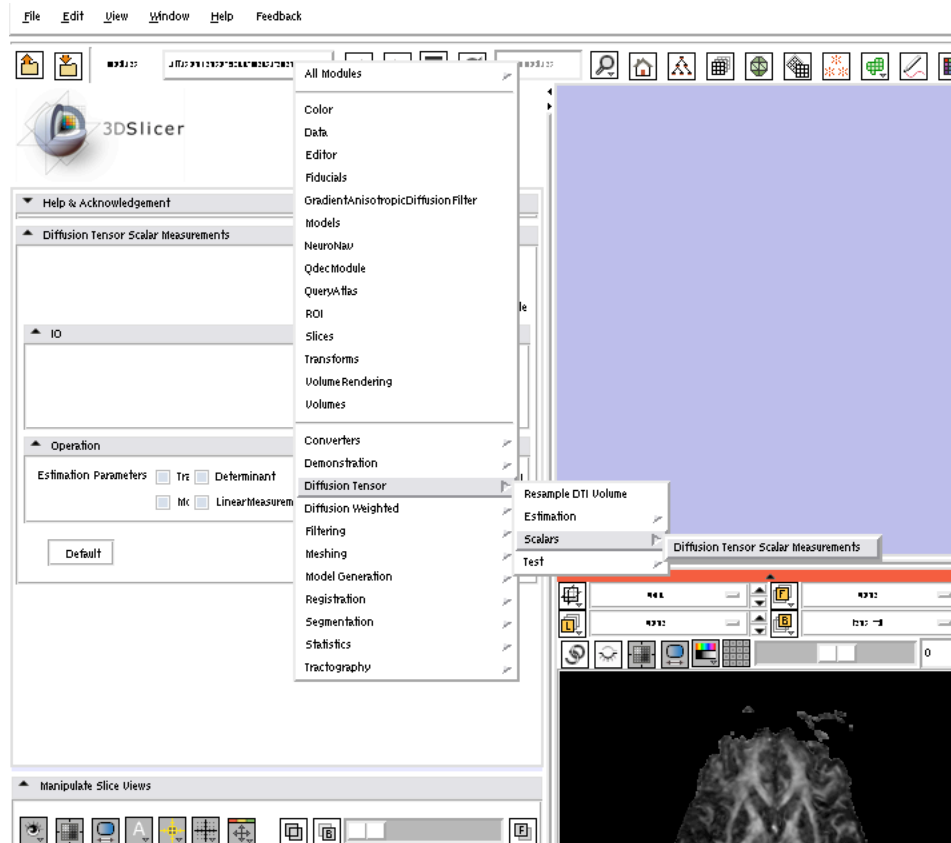 File Edit View Window Help Feedback
3DSlicer
Help & Acknowledgement
Diffusion Tensor Scalar Measurements
IO
Operation
Estimation Parameters Determinant
LinearMeasurem
Default
Manipulate Slice Views
All Modules
Color
Data
Editor
Fiducials
GradientAnisotropicDiffusionFilter
Models
NeuroNav
QdecModule
QueryAtlas
ROI
Slices
Transforms
VolumeRendering
Volumes
Converters
Demonstration
Diffusion Tensor
Diffusion Weighted
Filtering
Meshing
Model Generation
Registration
Segmentation
Statistics
Tractography
Resample DTI Volume
Estimation
Scalars
Test
Diffusion Tensor Scalar Measurements
F
L
B
0
A
B
F